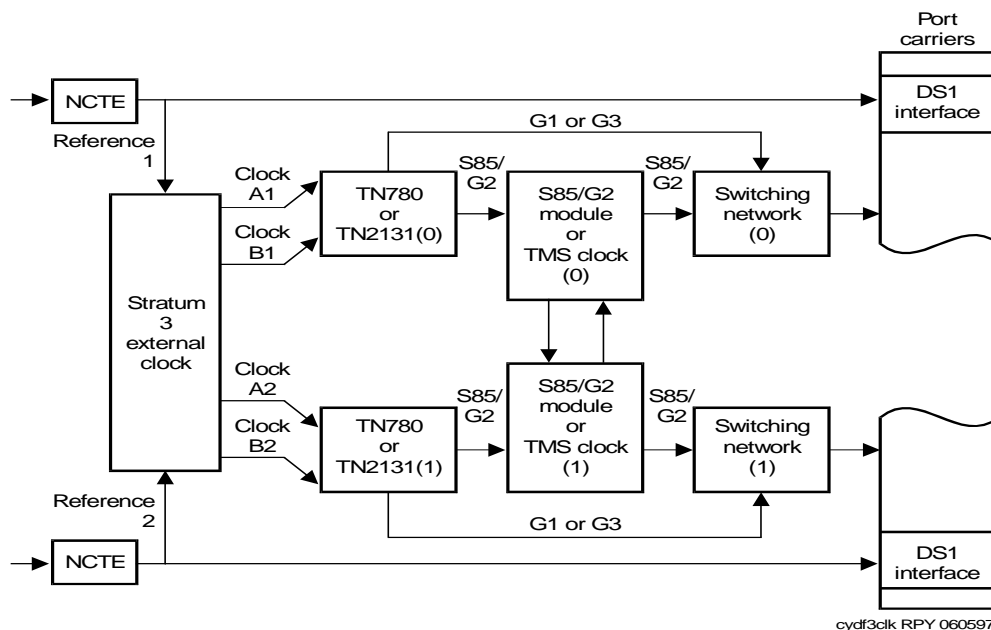 Port
carriers
NCTE
DS1
interface
Reference
1
G1 or G3
Clock
A1
Clock
B1
TN780
or
TN2131(0)
S85/
G2
S85/G2
module
or
TMS clock
(0)
S85/
G2
Switching
network
(0)
Stratum
3
external
clock
Clock
A2
Clock
B2
TN780
or
TN2131(1)
S85/
G2
S85/G2
module
or
TMS clock
(1)
S85/
G2
Switching
network
(1)
Reference
2
G1 or G3
NCTE
DS1
interface
cydf3clk RPY 060597